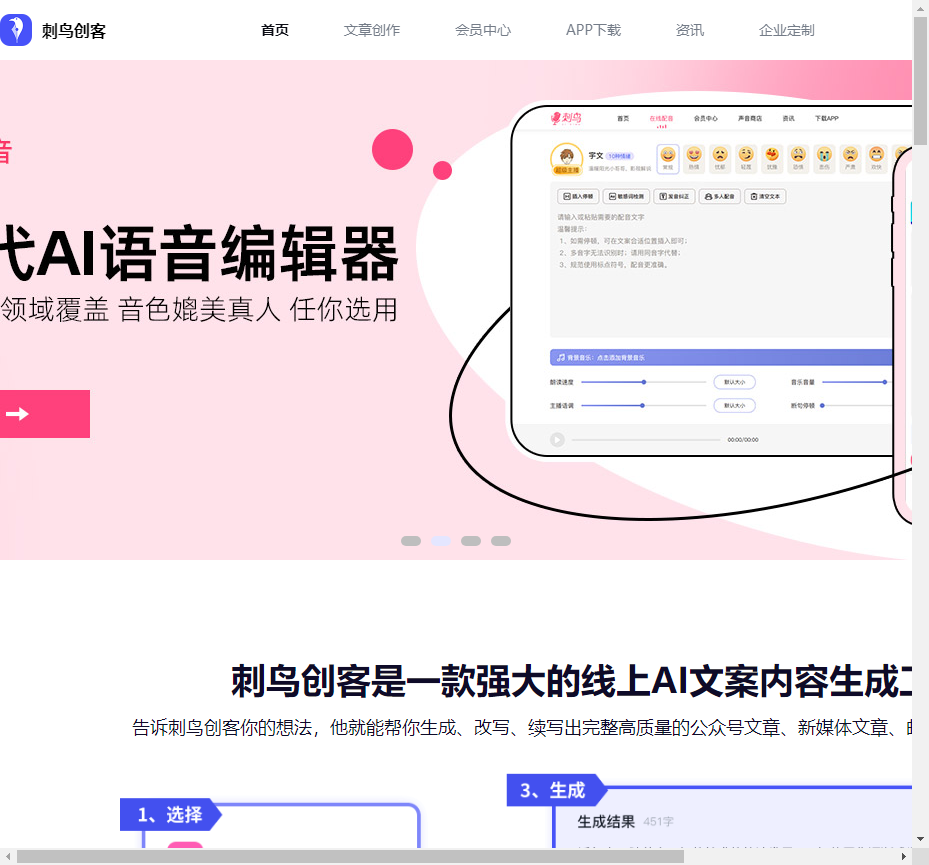 刺鸟创客
首页 文章创作 会员中心 APP下载 资讯 企业定制
音
代AI语音编辑器
领域覆盖 音色媲美真人 任你选用
刺鸟
首页 在线配音 会员中心 声音商店 资讯 下载APP
宇文 10种情绪
超级主播
插入停顿 敏感词检测 发音纠正 多人配音 清空文本
请输入或粘贴需要的配音文字
温馨提示:
1、如需停顿,可在文案合适位置插入即可;
2、多音字无法识别时;请用同音字代替;
3、规范使用标点符号,配音更准确。
背景音乐:点击添加背景音乐
朗读速度 默认大小 音乐音量
主播语调 默认大小 断句停顿
00:00/00:00
刺鸟创客是一款强大的线上AI文案内容生成工
告诉刺鸟创客你的想法,他就能帮你生成、改写、续写出完整高质量的公众号文章、新媒体文章、
1、选择
3、生成
生成结果 451字